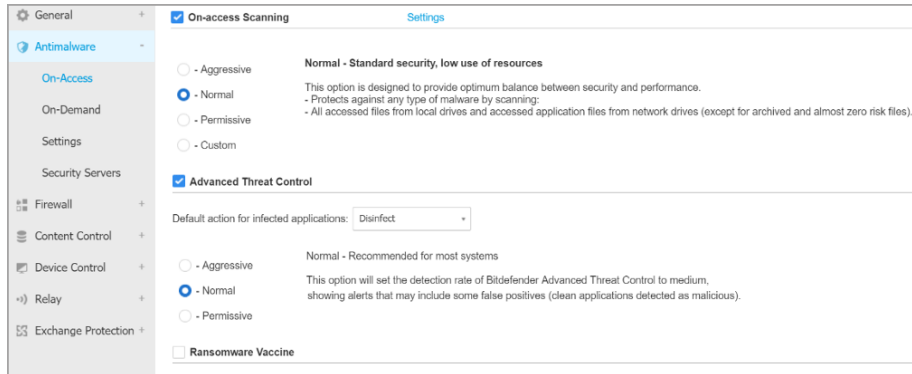 General +
Antimalware -
On-Access
On-Demand
Settings
Security Servers
Firewall +
Content Control +
Device Control +
Relay +
Exchange Protection +
On-access Scanning Settings
- Aggressive
- Normal
- Permissive
- Custom
Normal - Standard security, low use of resources
This option is designed to provide optimum balance between security and performance.
- Protects against any type of malware by scanning:
- All accessed files from local drives and accessed application files from network drives (except for archived and almost zero risk files).
Advanced Threat Control
Default action for infected applications: Disinfect
- Aggressive
- Normal
- Permissive
Normal - Recommended for most systems
This option will set the detection rate of Bitdefender Advanced Threat Control to medium,
showing alerts that may include some false positives (clean applications detected as malicious).
Ransomware Vaccine